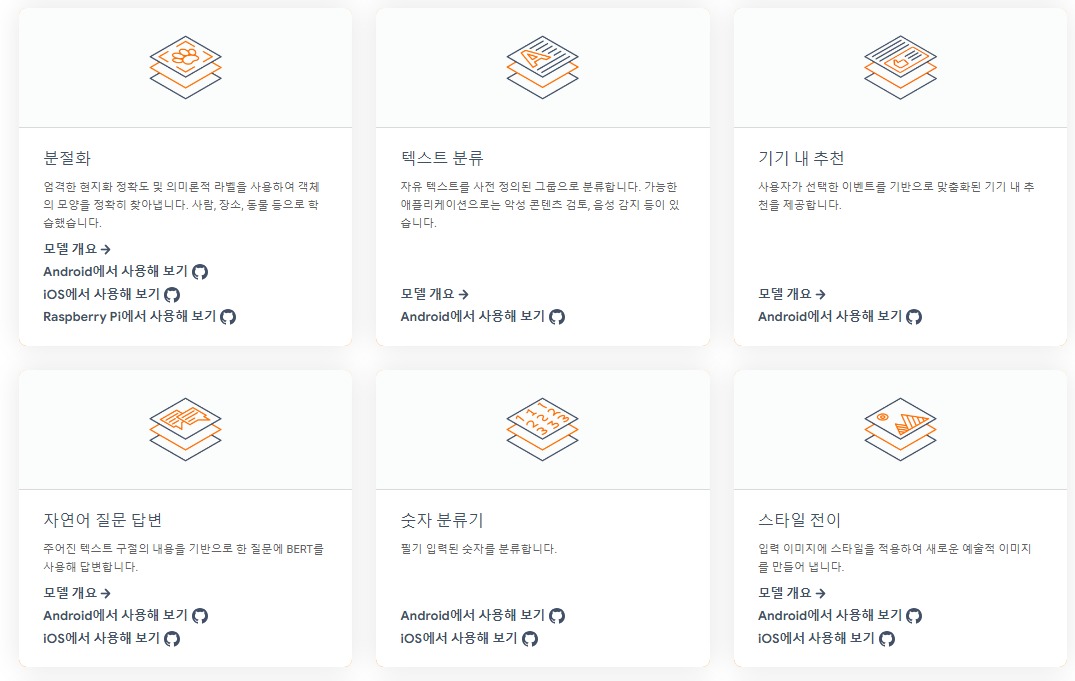 분절화
엄격한 현지화 정확도 및 의미론적 라벨을 사용하여 객체
의 모양을 정확히 찾아냅니다. 사람, 장소, 동물 등으로 학
습했습니다.
모델 개요 →
Android에서 사용해 보기
iOS에서 사용해 보기
Raspberry Pi에서 사용해 보기
텍스트 분류
자유 텍스트를 사전 정의된 그룹으로 분류합니다. 가능한
애플리케이션으로는 악성 콘텐츠 검토, 음성 감지 등이 있
습니다.
모델 개요 →
Android에서 사용해 보기
기기 내 추천
사용자가 선택한 이벤트를 기반으로 맞춤화된 기기 내 추
천을 제공합니다.
모델 개요 →
Android에서 사용해 보기
자연어 질문 답변
주어진 텍스트 구절의 내용을 기반으로 한 질문에 BERT를
사용해 답변합니다.
모델 개요 →
Android에서 사용해 보기
iOS에서 사용해 보기
숫자 분류기
필기 입력된 숫자를 분류합니다.
Android에서 사용해 보기
iOS에서 사용해 보기
스타일 전이
입력 이미지에 스타일을 적용하여 새로운 예술적 이미지
를 만들어 냅니다.
모델 개요 →
Android에서 사용해 보기
iOS에서 사용해 보기